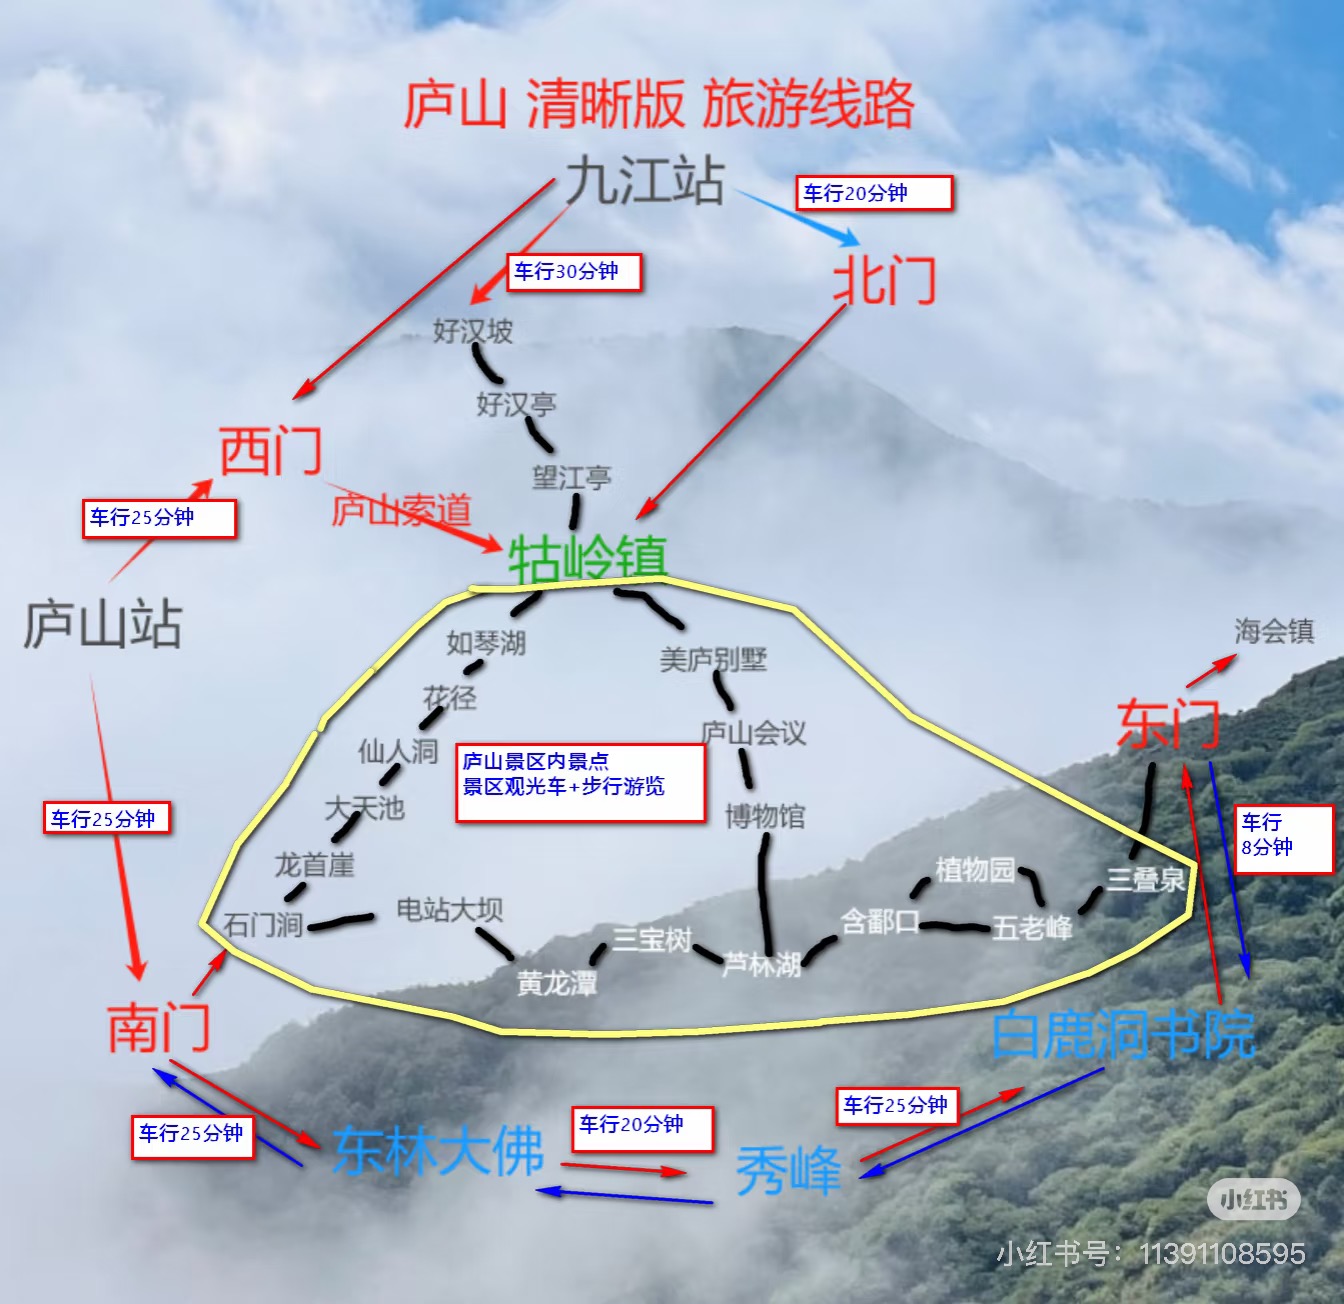 庐山 清晰版 旅游线路
九江站
车行20分钟
车行30分钟
北门
好汉坡
好汉亭
西门
望江亭
庐山索道
车行25分钟
牯岭镇
庐山站
如琴湖
美庐别墅
海会镇
花径
东门
仙人洞
庐山会议
庐山景区内景点
景区观光车+步行游览
大天池
博物馆
车行25分钟
车行
8分钟
龙首崖
植物园
三叠泉
石门涧
电站大坝
三宝树
含鄱口
五老峰
黄龙潭
芦林湖
南门
白鹿洞书院
车行25分钟
车行20分钟
车行25分钟
东林大佛
秀峰
小红书
小红书号：11391108595